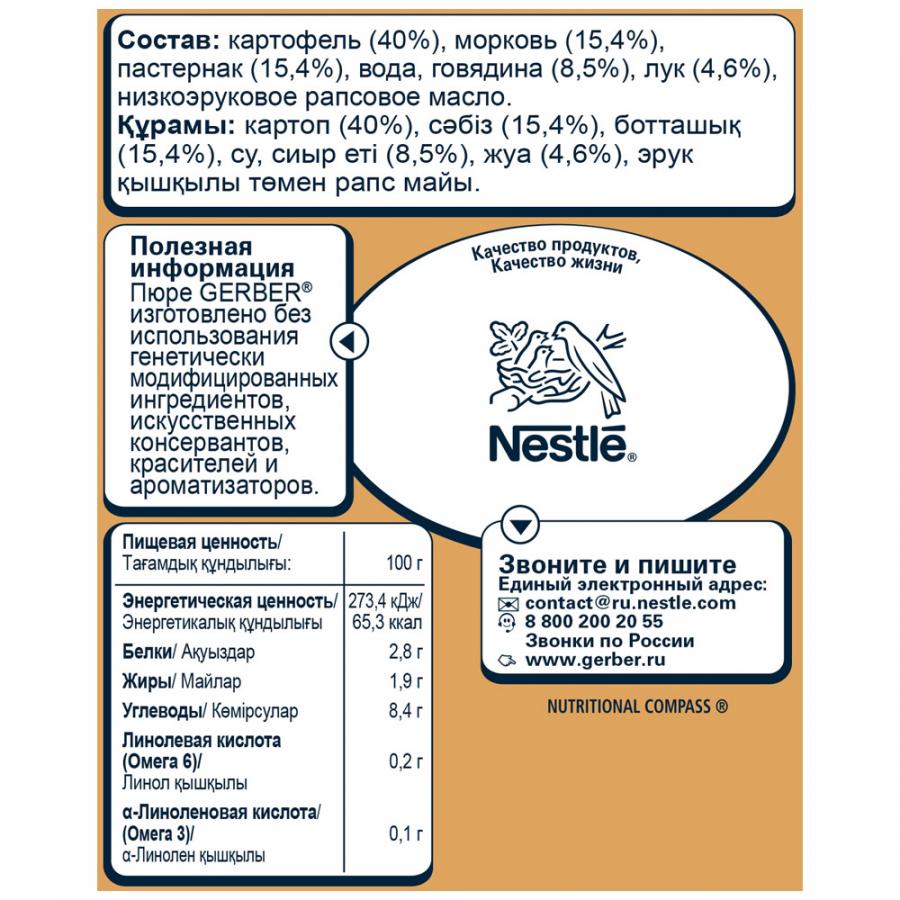 Состав: картофель (40%), морковь (15,4%),
пастернак (15,4%), вода, говядина (8,5%), лук (4,6%),
низкоэруковое рапсовое масло.
Құрамы: картоп (40%), сәбіз (15,4%), ботташық
(15,4%), су, сиыр еті (8,5%), жуа (4,6%), эрук
қышқылы төмен рапс майы.
Полезная
информация
Пюре GERBER®
изготовлено без
использования
генетически
модифицированных
ингредиентов,
искусственных
консервантов,
красителей и
ароматизаторов.
Качество продуктов,
Качество жизни
Nestlé®
Пищевая ценность/
Тағамдық құндылығы: 100 г
Энергетическая ценность/ 273,4 кДж/
Энергетикалық құндылығы 65,3 ккал
Белки/ Ақуыздар 2,8 г
Жиры/ Майлар 1,9 г
Углеводы/ Көмірсулар 8,4 г
Линолевая кислота
(Омега 6)/ 0,2 г
Линол қышқылы
α-Линоленовая кислота/
(Омега 3)/ 0,1 г
α-Линолен қышқылы
Звоните и пишите
Единый электронный адрес:
contact@ru.nestle.com
8 800 200 20 55
Звонки по России
www.gerber.ru
NUTRITIONAL COMPASS ®